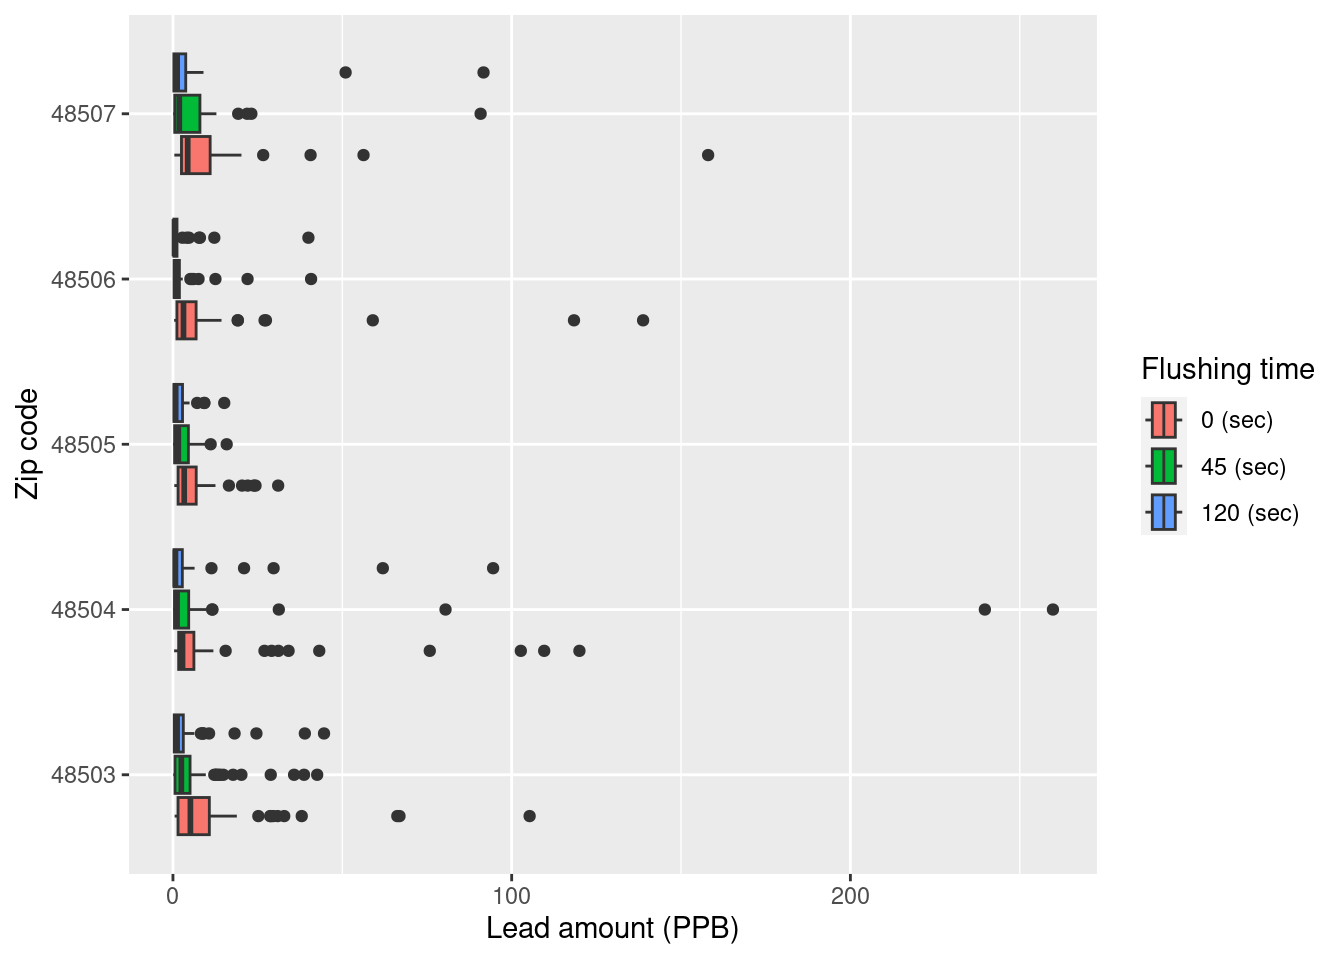 48507
48506
48505
48504
48503
Zip code
0
100
200
Lead amount (PPB)
Flushing time
0 (sec)
45 (sec)
120 (sec)